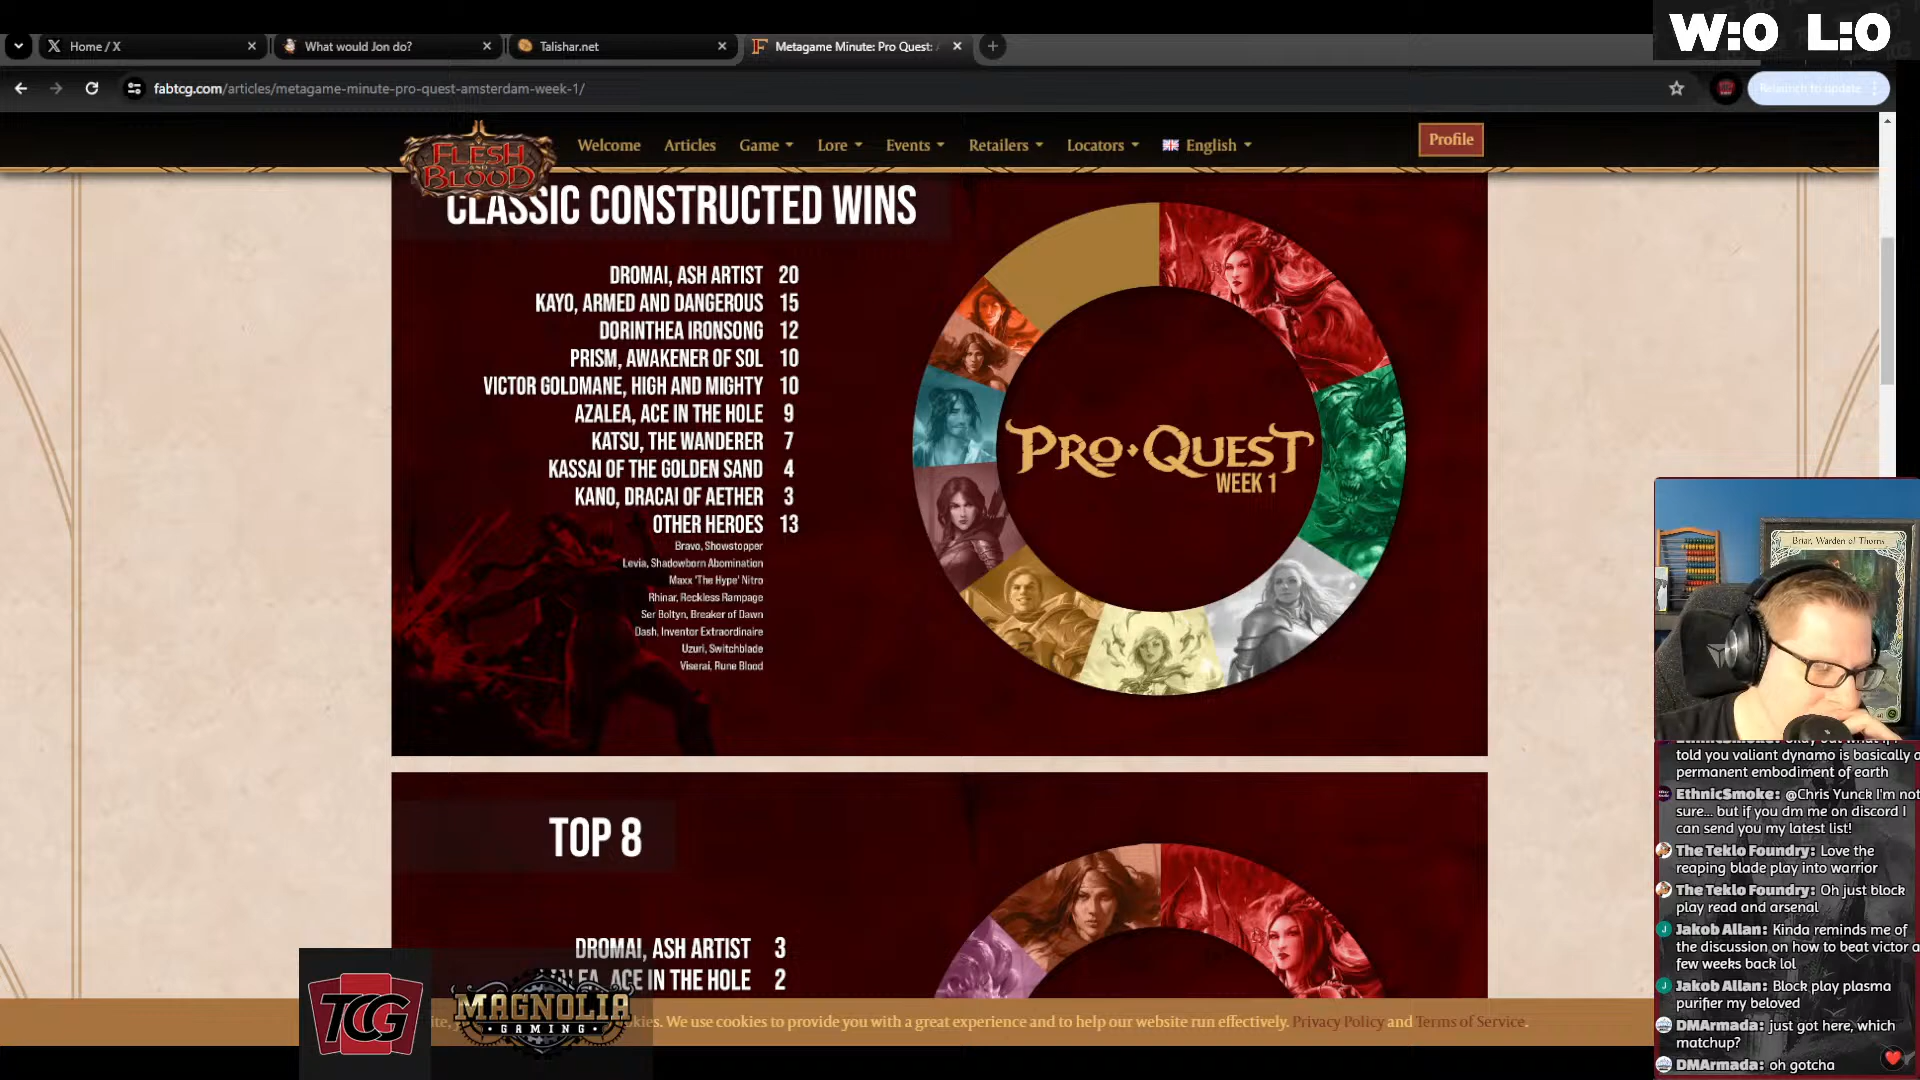 W:0 L:0
Home / X
What would Jon do?
Talishar.net
Metagame Minute: Pro Quest:
fabtcg.com/articles/metagame-minute-pro-quest-amsterdam-week-1/
Relaunch to update
FLESH AND BLOOD
Welcome
Articles
Game
Lore
Events
Retailers
Locators
English
Profile
CLASSIC CONSTRUCTED WINS
DROMAI, ASH ARTIST 20
KAYO, ARMED AND DANGEROUS 15
DORINTHEA IRONSONG 12
PRISM, AWAKENER OF SOL 10
VICTOR GOLDMANE, HIGH AND MIGHTY 10
AZALEA, ACE IN THE HOLE 9
KATSU, THE WANDERER 7
KASSAI OF THE GOLDEN SAND 4
KANO, DRACAI OF AETHER 3
OTHER HEROES 13
Bravo, Showstopper
Levia, Shadowborn Abomination
Maxx 'The Hype' Nitro
Rhinar, Reckless Rampage
Ser Boltyn, Breaker of Dawn
Dash, Inventor Extraordinaire
Uzuri, Switchblade
Viserai, Rune Blood
PRO QUEST
WEEK 1
TOP 8
DROMAI, ASH ARTIST 3
ACE IN THE HOLE 2
TCG
MAGNOLIA
GAMING
We use cookies to provide you with a great experience and to help our website run effectively. Privacy Policy and Terms of Service.
Briar, Warden of Thorns
told you valiant dynamo is basically a
permanent embodiment of earth
EthnicSmoke: @Chris Yunck I'm not
sure... but if you dm me on discord I
can send you my latest list!
The Teklo Foundry: Love the
reaping blade play into warrior
The Teklo Foundry: Oh just block
play read and arsenal
Jakob Allan: Kinda reminds me of
the discussion on how to beat victor a
few weeks back lol
Jakob Allan: Block play plasma
purifier my beloved
DMArmada: just got here, which
matchup?
DMArmada: oh gotcha